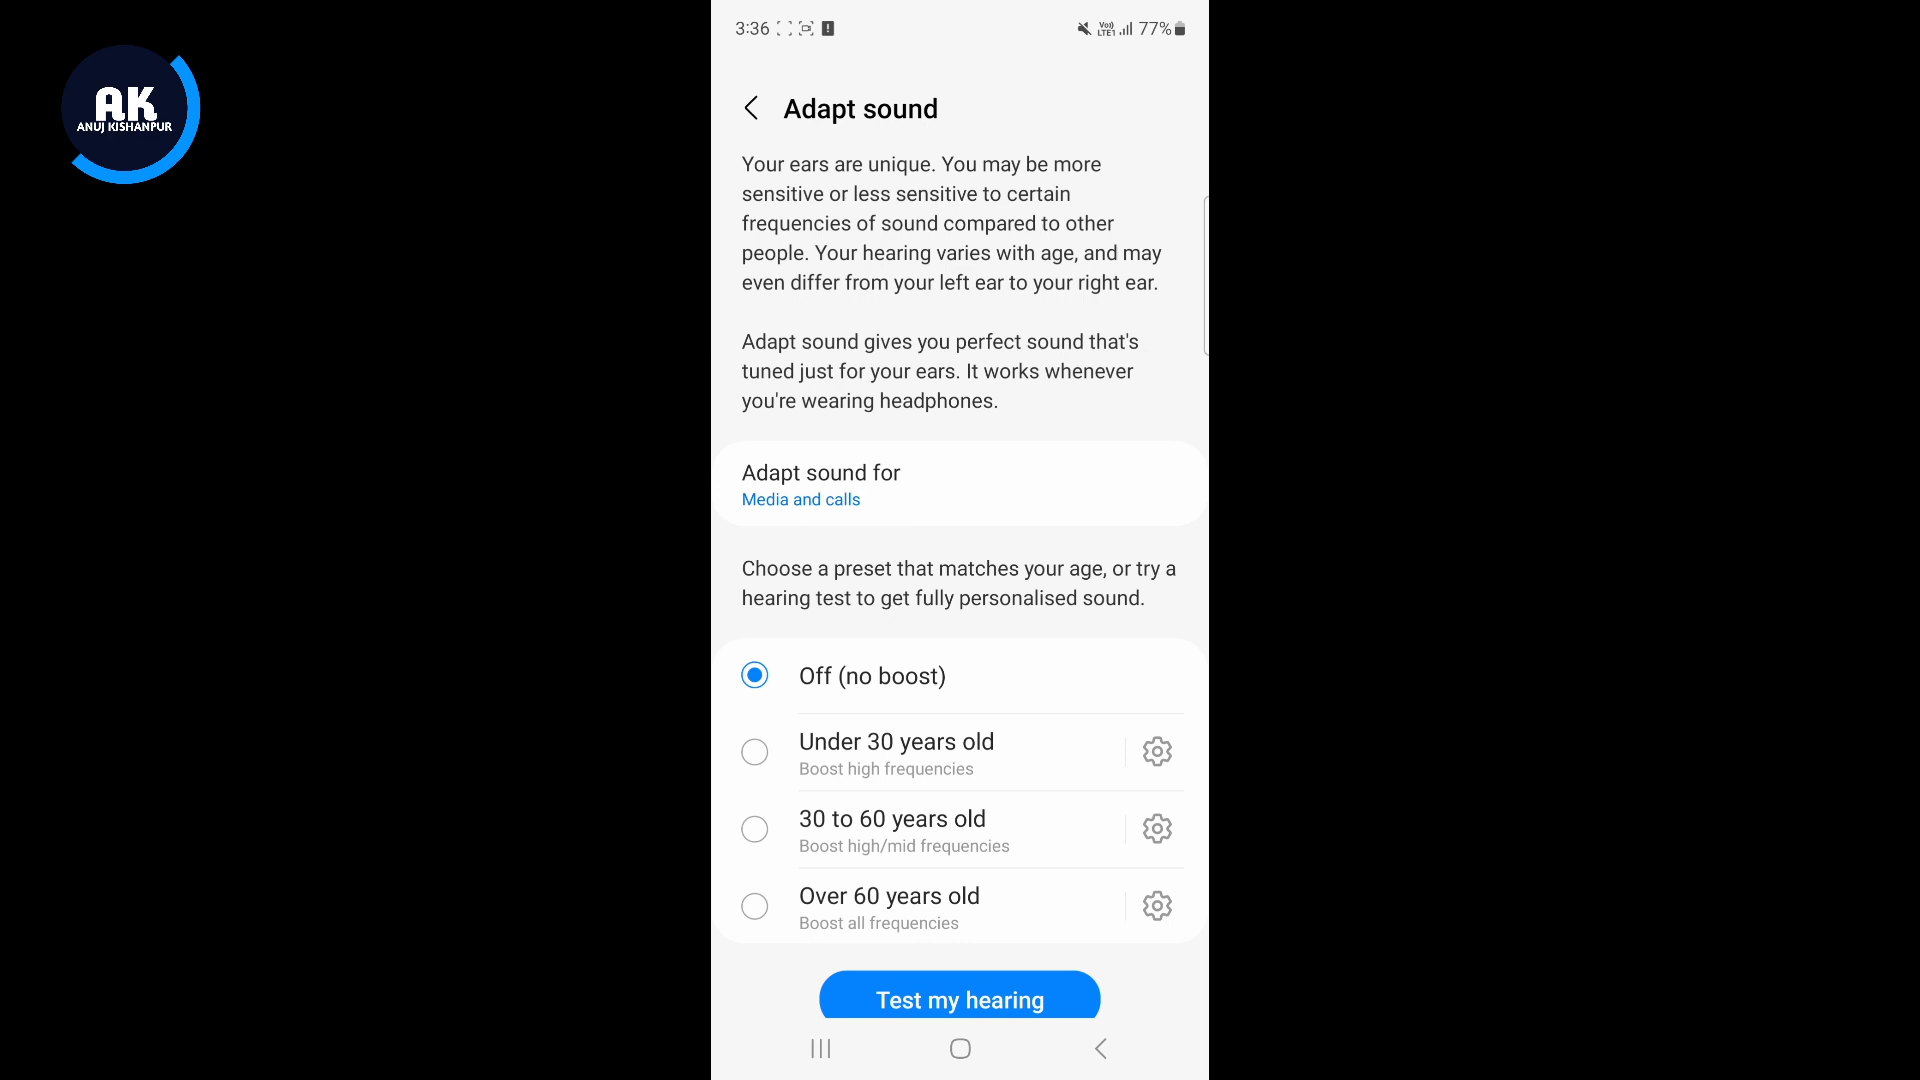 AK
ANUJ KISHANPUR
3:36
Vo))
LTE1
77%
Adapt sound
Your ears are unique. You may be more
sensitive or less sensitive to certain
frequencies of sound compared to other
people. Your hearing varies with age, and may
even differ from your left ear to your right ear.
Adapt sound gives you perfect sound that's
tuned just for your ears. It works whenever
you're wearing headphones.
Adapt sound for
Media and calls
Choose a preset that matches your age, or try a
hearing test to get fully personalised sound.
Off (no boost)
Under 30 years old
Boost high frequencies
30 to 60 years old
Boost high/mid frequencies
Over 60 years old
Boost all frequencies
Test my hearing